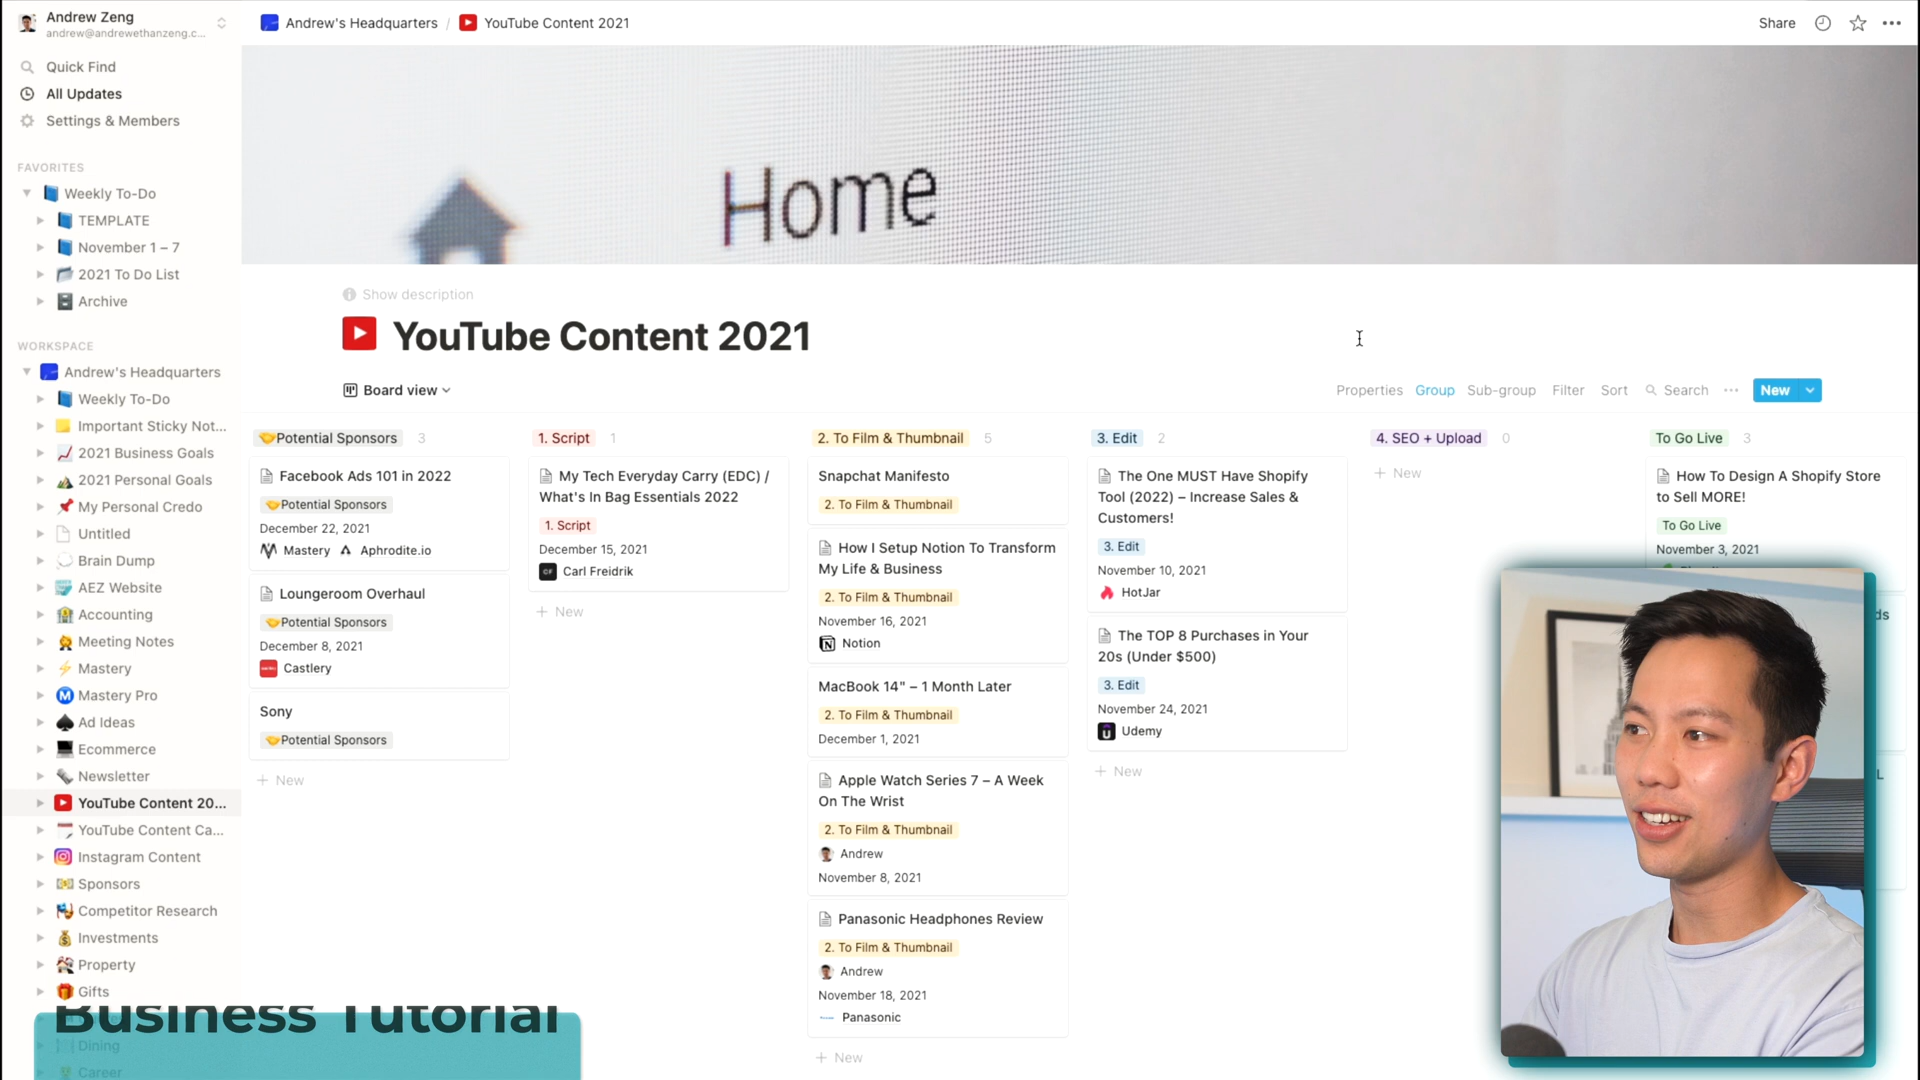 Andrew Zeng
andrew@andrewethanzeng.c...
Quick Find
All Updates
Settings & Members
FAVORITES
Weekly To-Do
TEMPLATE
November 1 – 7
2021 To Do List
Archive
WORKSPACE
Andrew's Headquarters
Weekly To-Do
Important Sticky Not...
2021 Business Goals
2021 Personal Goals
My Personal Credo
Untitled
Brain Dump
AEZ Website
Accounting
Meeting Notes
Mastery
Mastery Pro
Ad Ideas
Ecommerce
Newsletter
YouTube Content 20...
YouTube Content Ca...
Instagram Content
Sponsors
Competitor Research
Investments
Property
Gifts
Business Tutorial
Dining
Career
Andrew's Headquarters / YouTube Content 2021
Share
Home
Show description
YouTube Content 2021
Board view
Properties Group Sub-group Filter Sort Search ... New
Potential Sponsors 3
Facebook Ads 101 in 2022
Potential Sponsors
December 22, 2021
Mastery Aphrodite.io
Loungeroom Overhaul
Potential Sponsors
December 8, 2021
Castlery
Sony
Potential Sponsors
+ New
1. Script 1
My Tech Everyday Carry (EDC) /
What's In Bag Essentials 2022
1. Script
December 15, 2021
CF Carl Freidrik
+ New
2. To Film & Thumbnail 5
Snapchat Manifesto
2. To Film & Thumbnail
How I Setup Notion To Transform
My Life & Business
2. To Film & Thumbnail
November 16, 2021
Notion
MacBook 14" – 1 Month Later
2. To Film & Thumbnail
December 1, 2021
Apple Watch Series 7 – A Week
On The Wrist
2. To Film & Thumbnail
Andrew
November 8, 2021
Panasonic Headphones Review
2. To Film & Thumbnail
Andrew
November 18, 2021
Panasonic
+ New
3. Edit 2
The One MUST Have Shopify
Tool (2022) – Increase Sales &
Customers!
3. Edit
November 10, 2021
HotJar
The TOP 8 Purchases in Your
20s (Under $500)
3. Edit
November 24, 2021
Udemy
+ New
4. SEO + Upload 0
+ New
To Go Live 3
How To Design A Shopify Store
to Sell MORE!
To Go Live
November 3, 2021